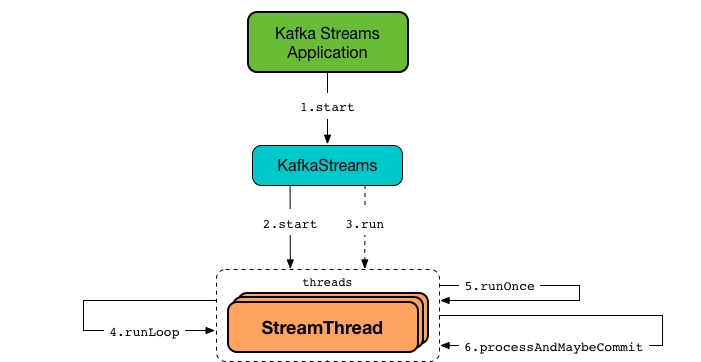 Kafka Streams
Application
1.start
KafkaStreams
2.start
3.run
threads
5.runOnce
StreamThread
4.runLoop
6.processAndMaybeCommit